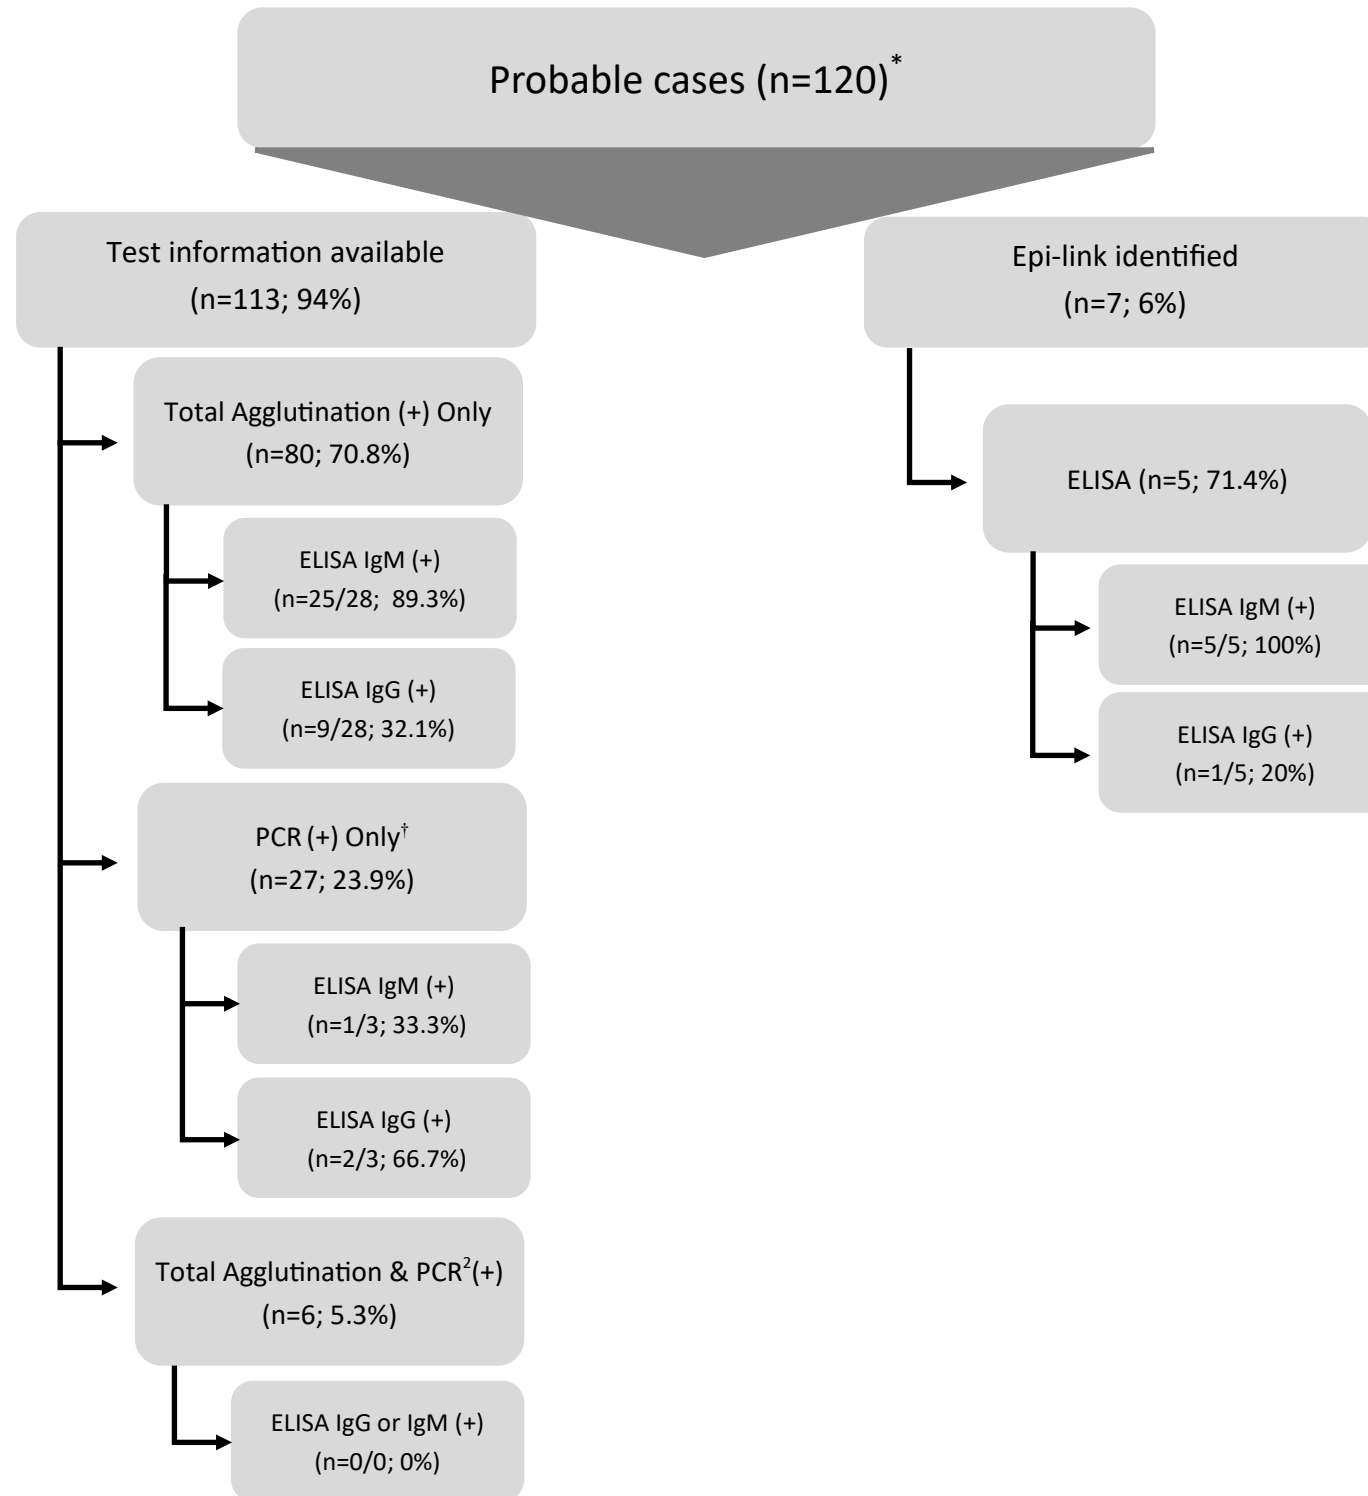 Probable cases (n=120)*
Test information available
(n=113; 94%)
Total Agglutination (+) Only
(n=80; 70.8%)
ELISA IgM (+)
(n=25/28; 89.3%)
ELISA IgG (+)
(n=9/28; 32.1%)
PCR (+) Only†
(n=27; 23.9%)
ELISA IgM (+)
(n=1/3; 33.3%)
ELISA IgG (+)
(n=2/3; 66.7%)
Total Agglutination & PCR²(+)
(n=6; 5.3%)
ELISA IgG or IgM (+)
(n=0/0; 0%)
Epi-link identified
(n=7; 6%)
ELISA (n=5; 71.4%)
ELISA IgM (+)
(n=5/5; 100%)
ELISA IgG (+)
(n=1/5; 20%)